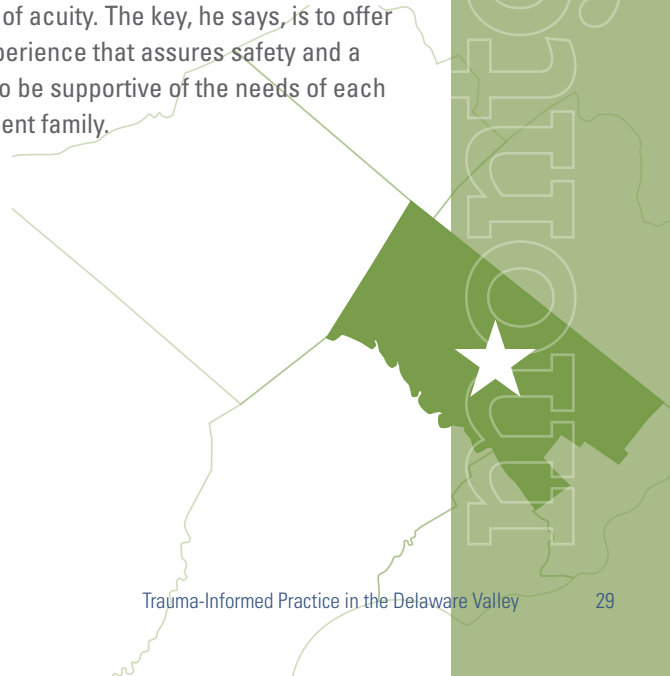 of acuity. The key, he says, is to offer
perience that assures safety and a
o be supportive of the needs of each
ent family.
montg
Trauma-Informed Practice in the Delaware Valley 29